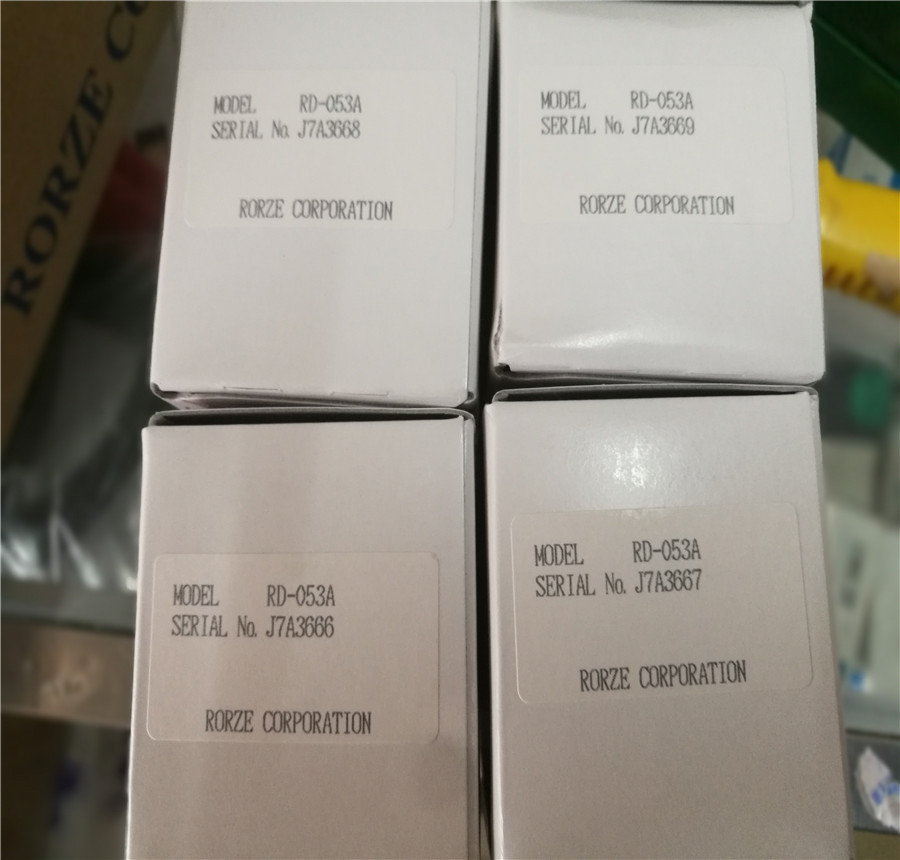 RORZE CO
MODEL RD-053A
SERIAL No. J7A3668
RORZE CORPORATION
MODEL RD-053A
SERIAL No. J7A3669
RORZE CORPORATION
MODEL RD-053A
SERIAL No. J7A3666
RORZE CORPORATION
MODEL RD-053A
SERIAL No. J7A3667
RORZE CORPORATION